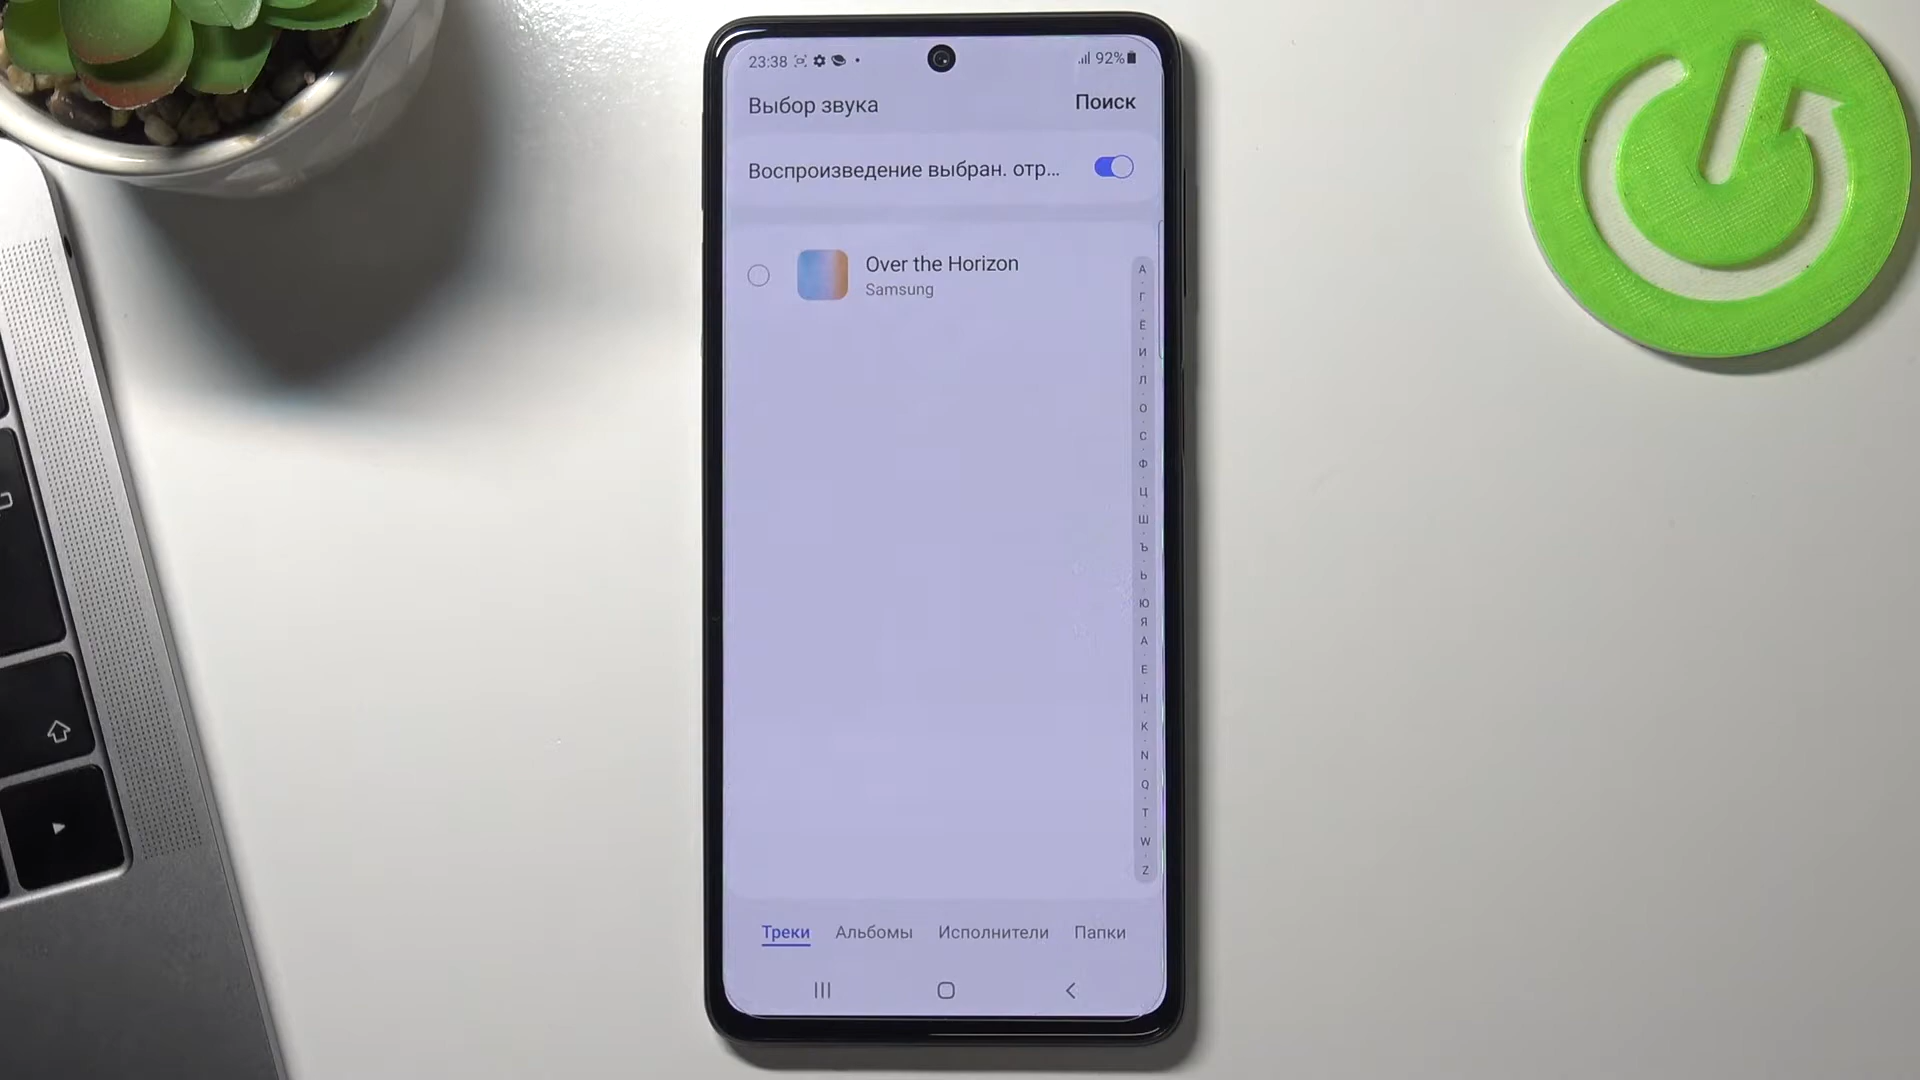 23:38
92%
Выбор звука
Поиск
Воспроизведение выбран. отр...
Over the Horizon
Samsung
А
Г
Ё
И
Л
О
С
Ф
Ц
Ш
Ъ
Ь
Ю
Я
A
E
H
K
N
Q
T
W
Z
Треки Альбомы Исполнители Папки